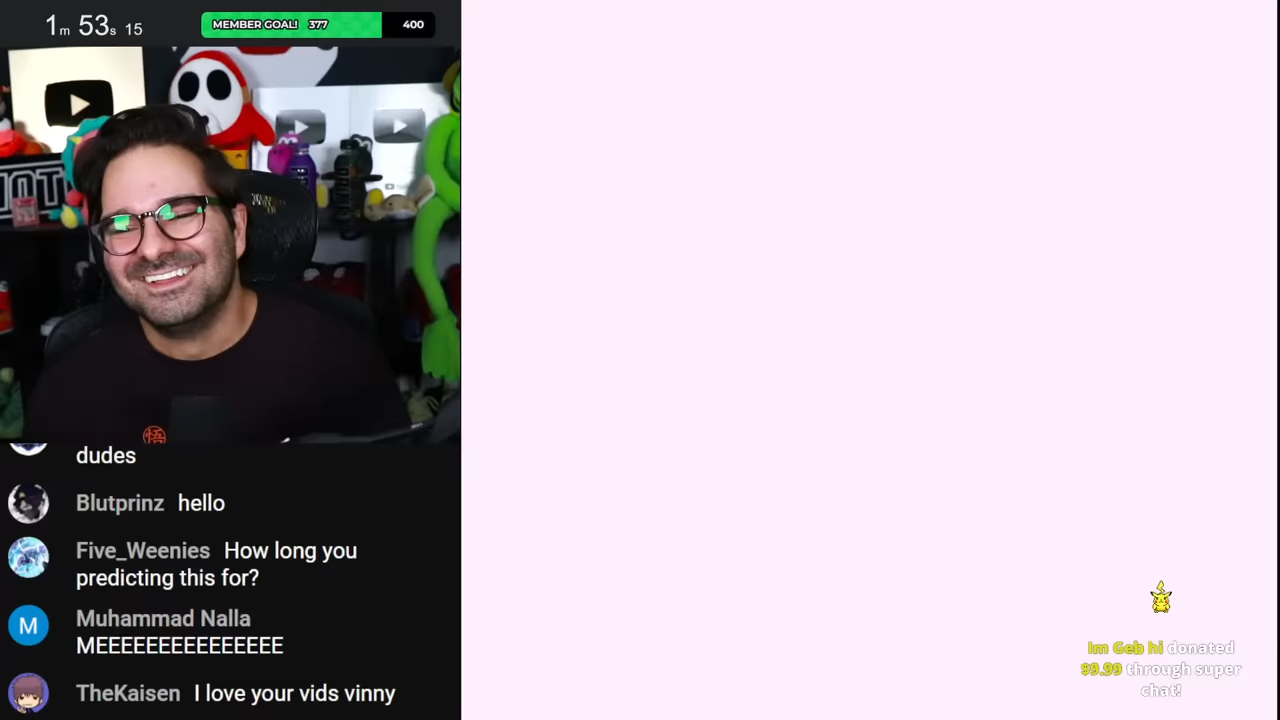 1m 53s 15
MEMBER GOAL! 377
400
dudes
Blutprinz hello
Five_Weenies How long you
predicting this for?
M
Muhammad Nalla
MEEEEEEEEEEEEEEE
TheKaisen I love your vids vinny
Im Geb hi donated
$9.99 through super
chat!
悟